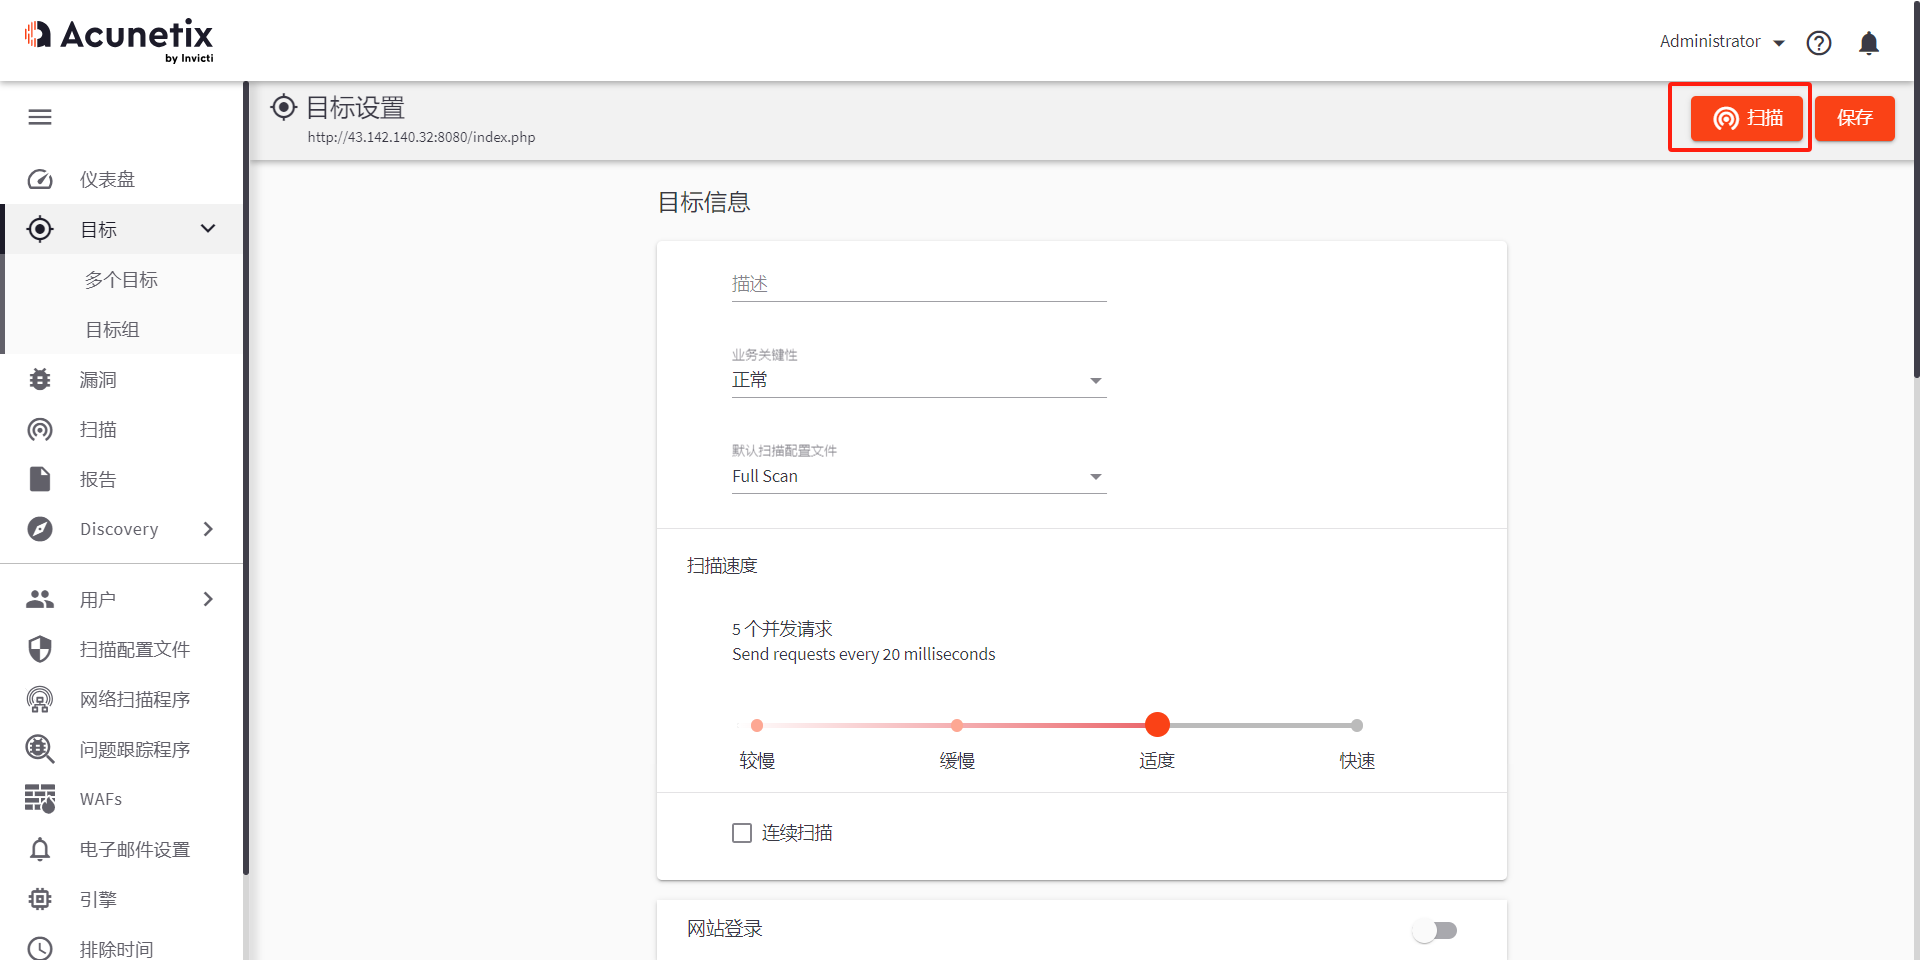 Acunetix
by Invicti
Administrator
目标设置
http://43.142.140.32:8080/index.php
扫描
保存
仪表盘
目标
多个目标
目标组
漏洞
扫描
报告
Discovery
用户
扫描配置文件
网络扫描程序
问题跟踪程序
WAFs
电子邮件设置
引擎
排除时间
目标信息
描述
业务关键性
正常
默认扫描配置文件
Full Scan
扫描速度
5 个并发请求
Send requests every 20 milliseconds
较慢
缓慢
适度
快速
连续扫描
网站登录